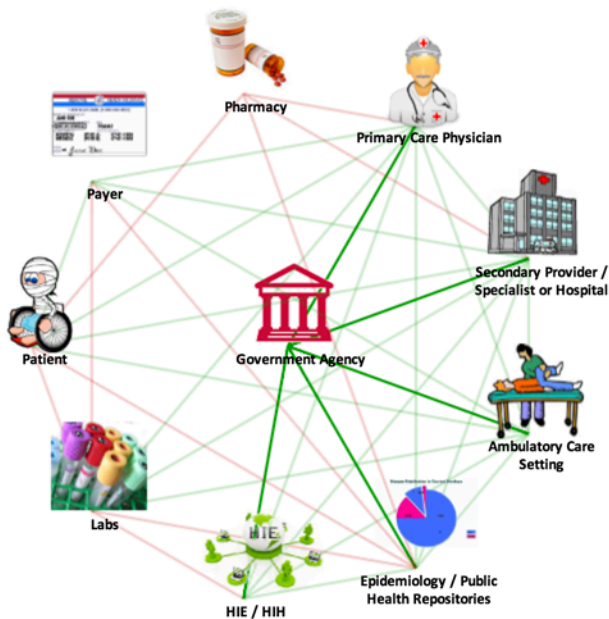 Pharmacy
Primary Care Physician
Payer
Secondary Provider /
Specialist or Hospital
Government Agency
Patient
Ambulatory Care
Setting
Labs
HIE
Epidemiology / Public
Health Repositories
HIE / HIH